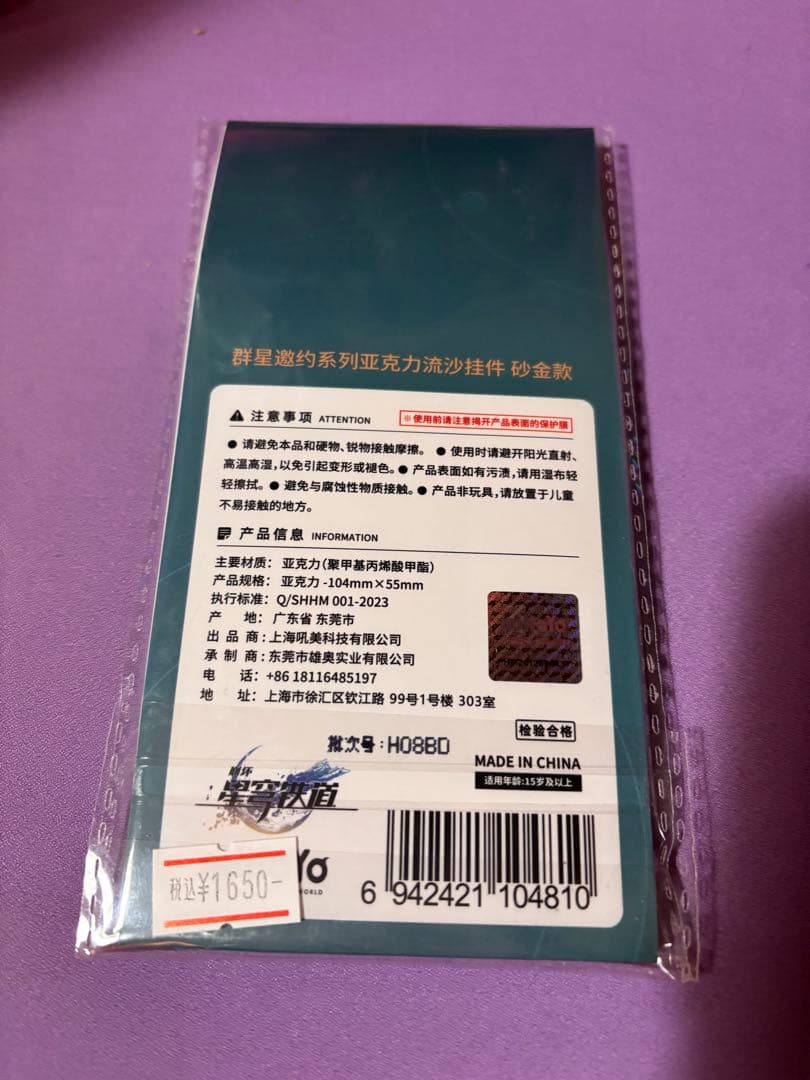 群星邀约系列亚克力流沙挂件 砂金款
注意事项 ATTENTION
※使用前请注意揭开产品表面的保护膜
● 请避免本品和硬物、锐物接触摩擦。 ● 使用时请避开阳光直射、
高温高湿,以免引起变形或褪色。● 产品表面如有污渍,请用湿布轻
轻擦拭。● 避免与腐蚀性物质接触。● 产品非玩具,请放置于儿童
不易接触的地方。
产品信息 INFORMATION
主要材质: 亚克力(聚甲基丙烯酸甲酯)
产品规格: 亚克力 -104mm×55mm
执行标准: Q/SHHM 001-2023
产 地: 广东省 东莞市
出 品 商: 上海吼美科技有限公司
承 制 商: 东莞市雄奥实业有限公司
电 话: +86 18116485197
地 址: 上海市徐汇区钦江路 99号1号楼 303室
检验合格
批次号: H08BD
MADE IN CHINA
适用年龄:15岁及以上
崩坏
星穹铁道
税込¥1650-
6 942421 104810